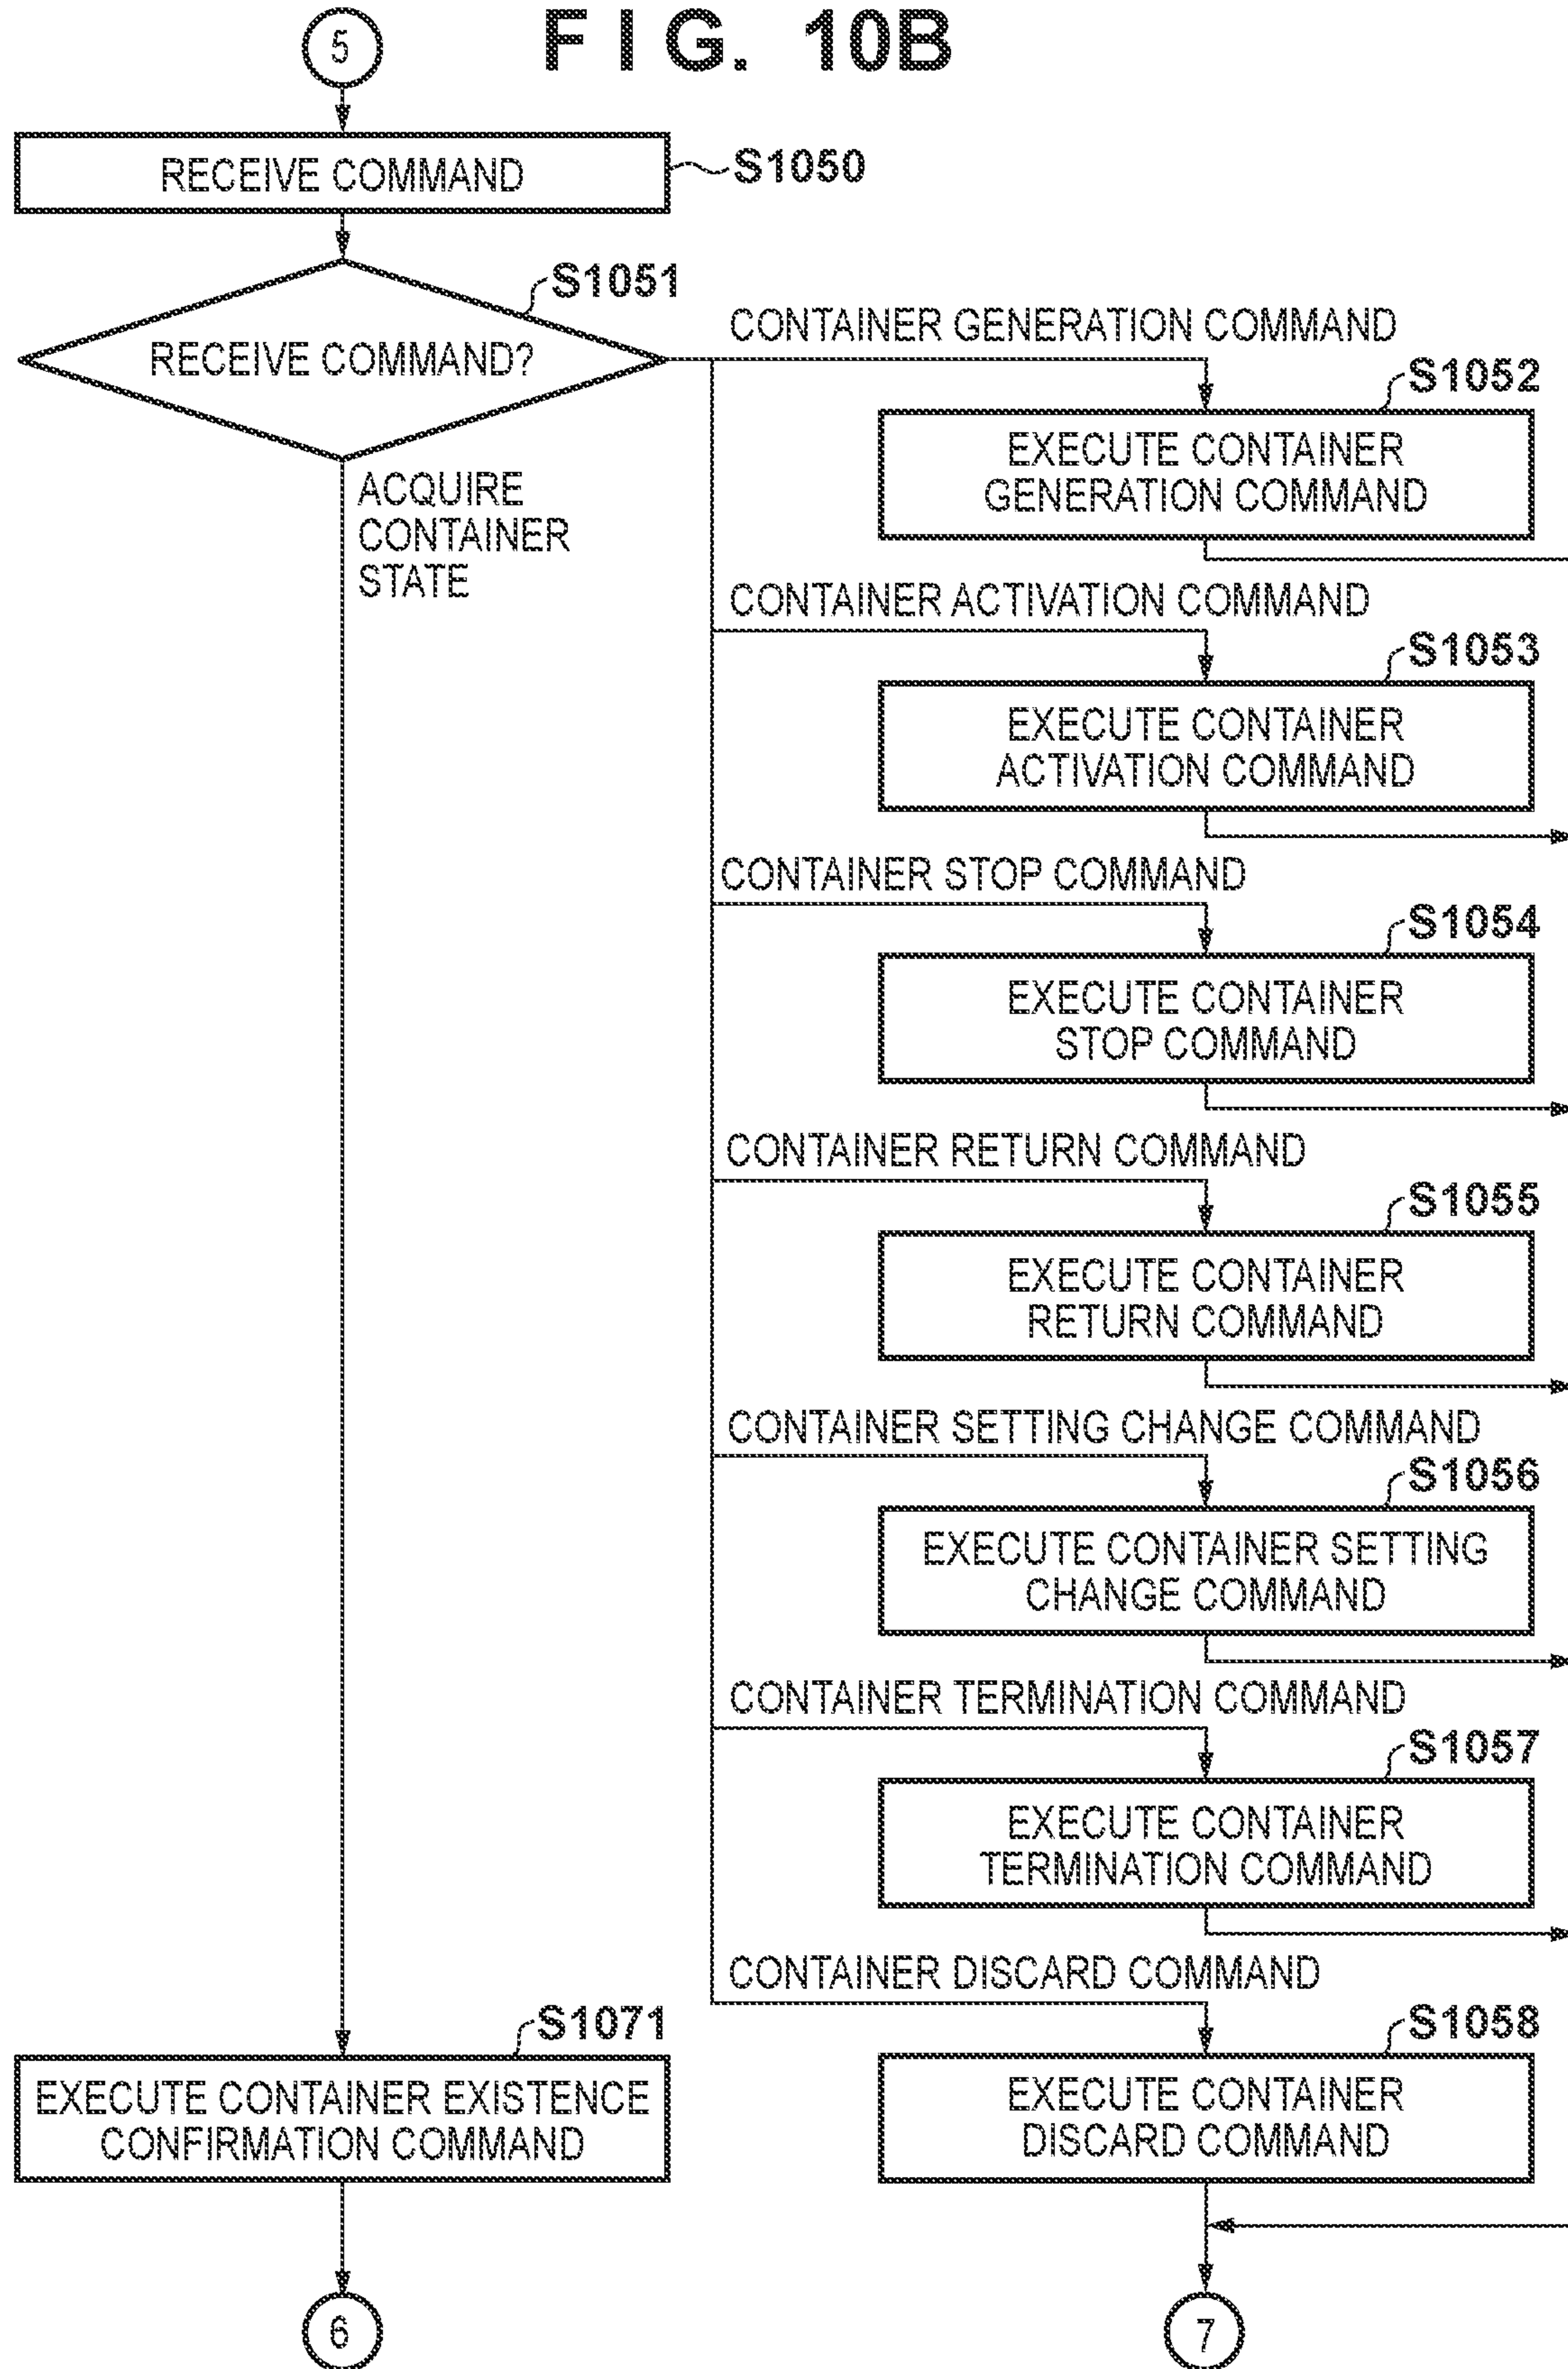 FIG. 10B
5
RECEIVE COMMAND
S1050
S1051
RECEIVE COMMAND?
CONTAINER GENERATION COMMAND
S1052
EXECUTE CONTAINER
GENERATION COMMAND
ACQUIRE
CONTAINER
STATE
CONTAINER ACTIVATION COMMAND
S1053
EXECUTE CONTAINER
ACTIVATION COMMAND
CONTAINER STOP COMMAND
S1054
EXECUTE CONTAINER
STOP COMMAND
CONTAINER RETURN COMMAND
S1055
EXECUTE CONTAINER
RETURN COMMAND
CONTAINER SETTING CHANGE COMMAND
S1056
EXECUTE CONTAINER SETTING
CHANGE COMMAND
CONTAINER TERMINATION COMMAND
S1057
EXECUTE CONTAINER
TERMINATION COMMAND
CONTAINER DISCARD COMMAND
S1071
EXECUTE CONTAINER EXISTENCE
CONFIRMATION COMMAND
S1058
EXECUTE CONTAINER
DISCARD COMMAND
6
7